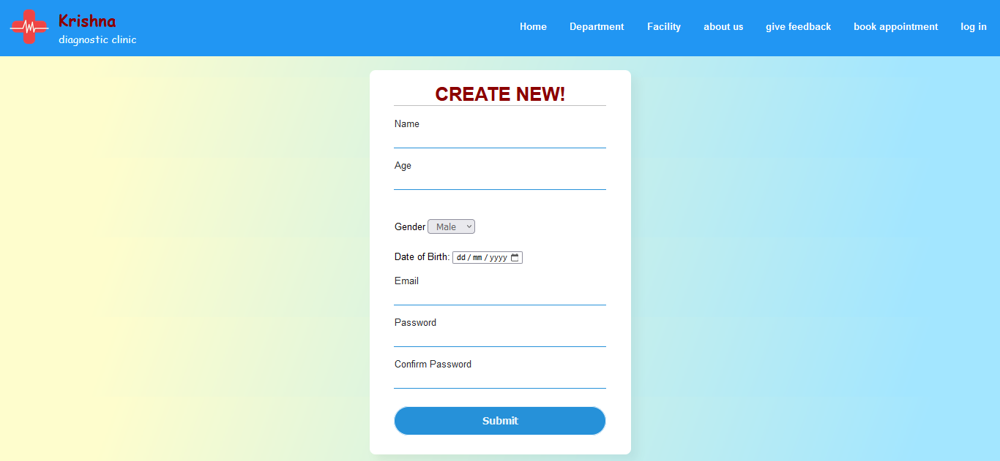 Krishna
diagnostic clinic
Home Department Facility about us give feedback book appointment log in
CREATE NEW!
Name
Age
Gender Male
Date of Birth: dd / mm / yyyy
Email
Password
Confirm Password
Submit